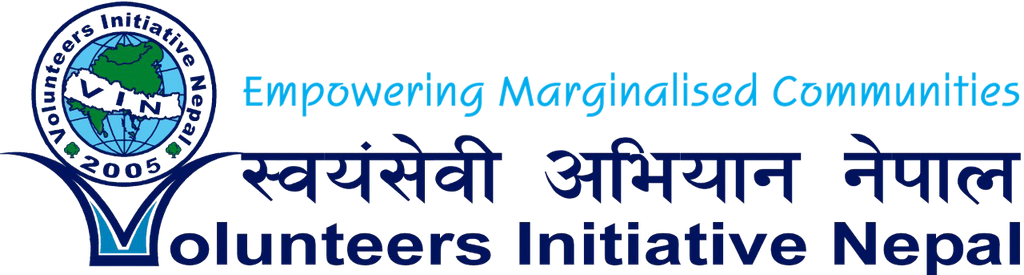 Volunteers Initiative Nepal
VIN
2005
Empowering Marginalised Communities
स्वयंसेवी अभियान नेपाल
Volunteers Initiative Nepal